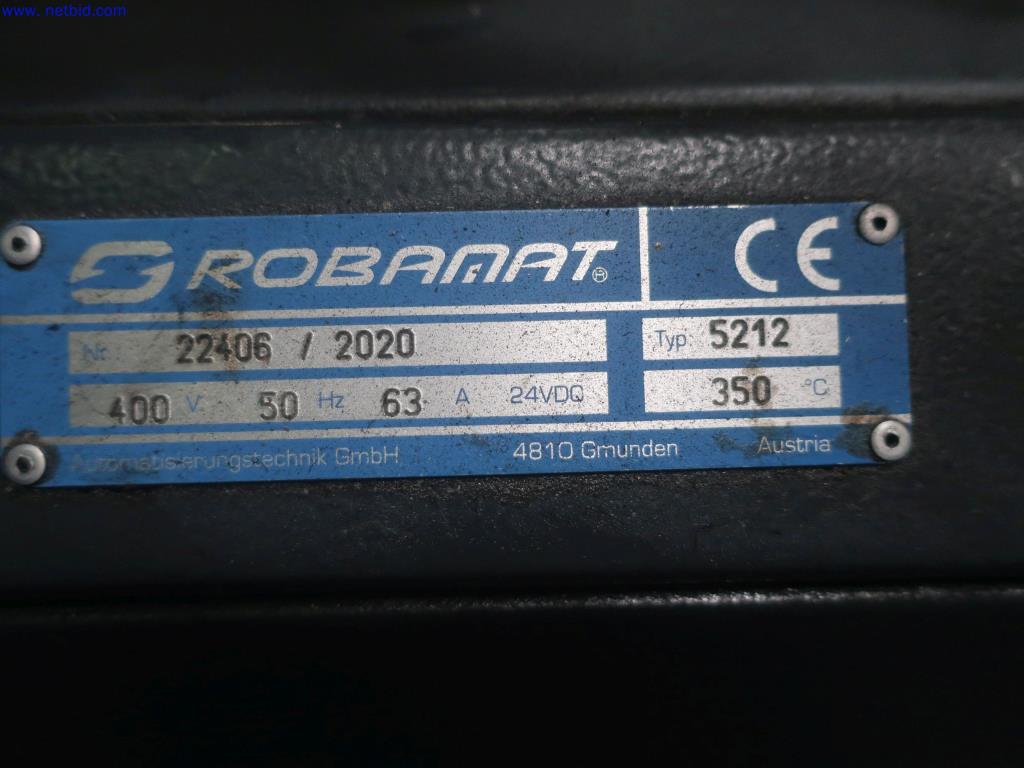 www.netbid.com
ROBAMAT® CE
Nr. 22406 / 2020 Typ: 5212
400 V 50 Hz 63 A 24VDC 350 °C
Automatisierungstechnik GmbH 4810 Gmunden Austria